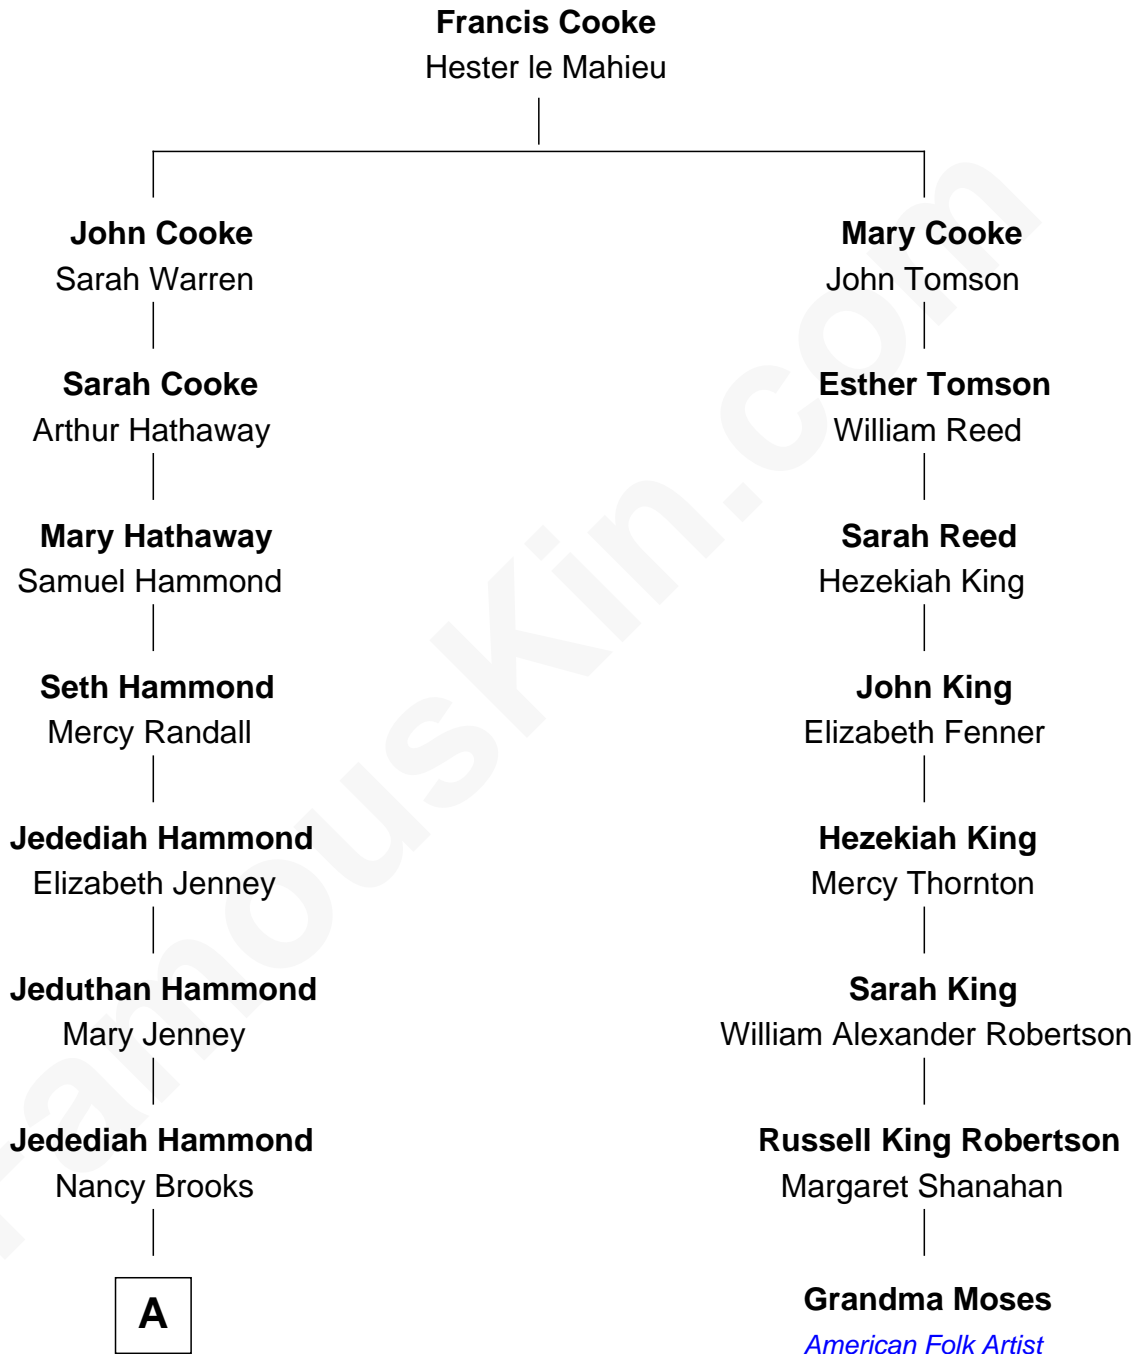 Francis Cooke
Hester le Mahieu
John Cooke
Sarah Warren
Mary Cooke
John Tomson
Sarah Cooke
Arthur Hathaway
Esther Tomson
William Reed
Mary Hathaway
Samuel Hammond
Sarah Reed
Hezekiah King
Seth Hammond
Mercy Randall
John King
Elizabeth Fenner
Jedediah Hammond
Elizabeth Jenney
Hezekiah King
Mercy Thornton
Jeduthan Hammond
Mary Jenney
Sarah King
William Alexander Robertson
Jedediah Hammond
Nancy Brooks
Russell King Robertson
Margaret Shanahan
A
Grandma Moses
American Folk Artist
FamousKin.com